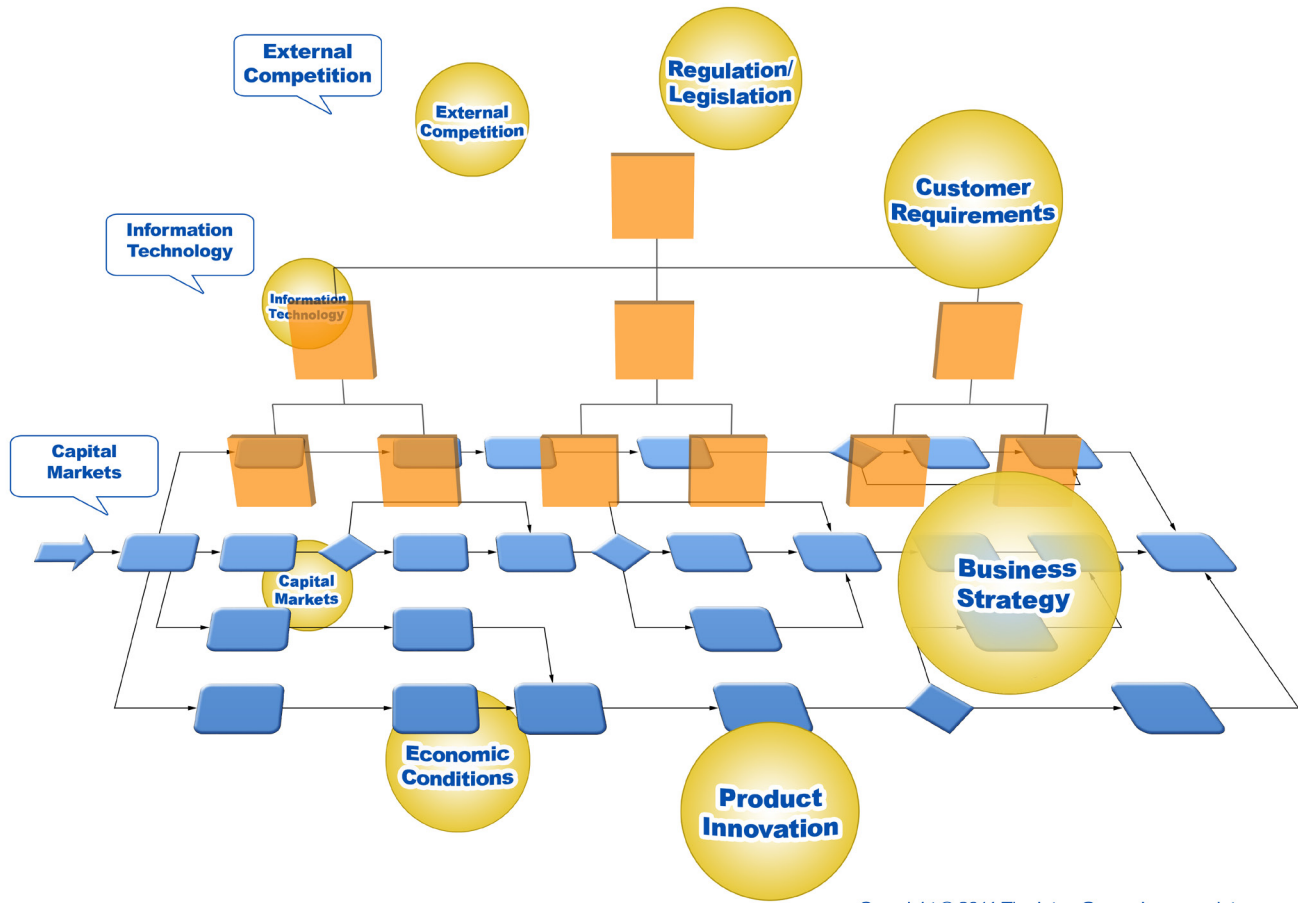 External
Competition
Regulation/
Legislation
External
Competition
Customer
Requirements
Information
Technology
Information
Technology
Capital
Markets
Business
Strategy
Capital
Markets
Economic
Conditions
Product
Innovation